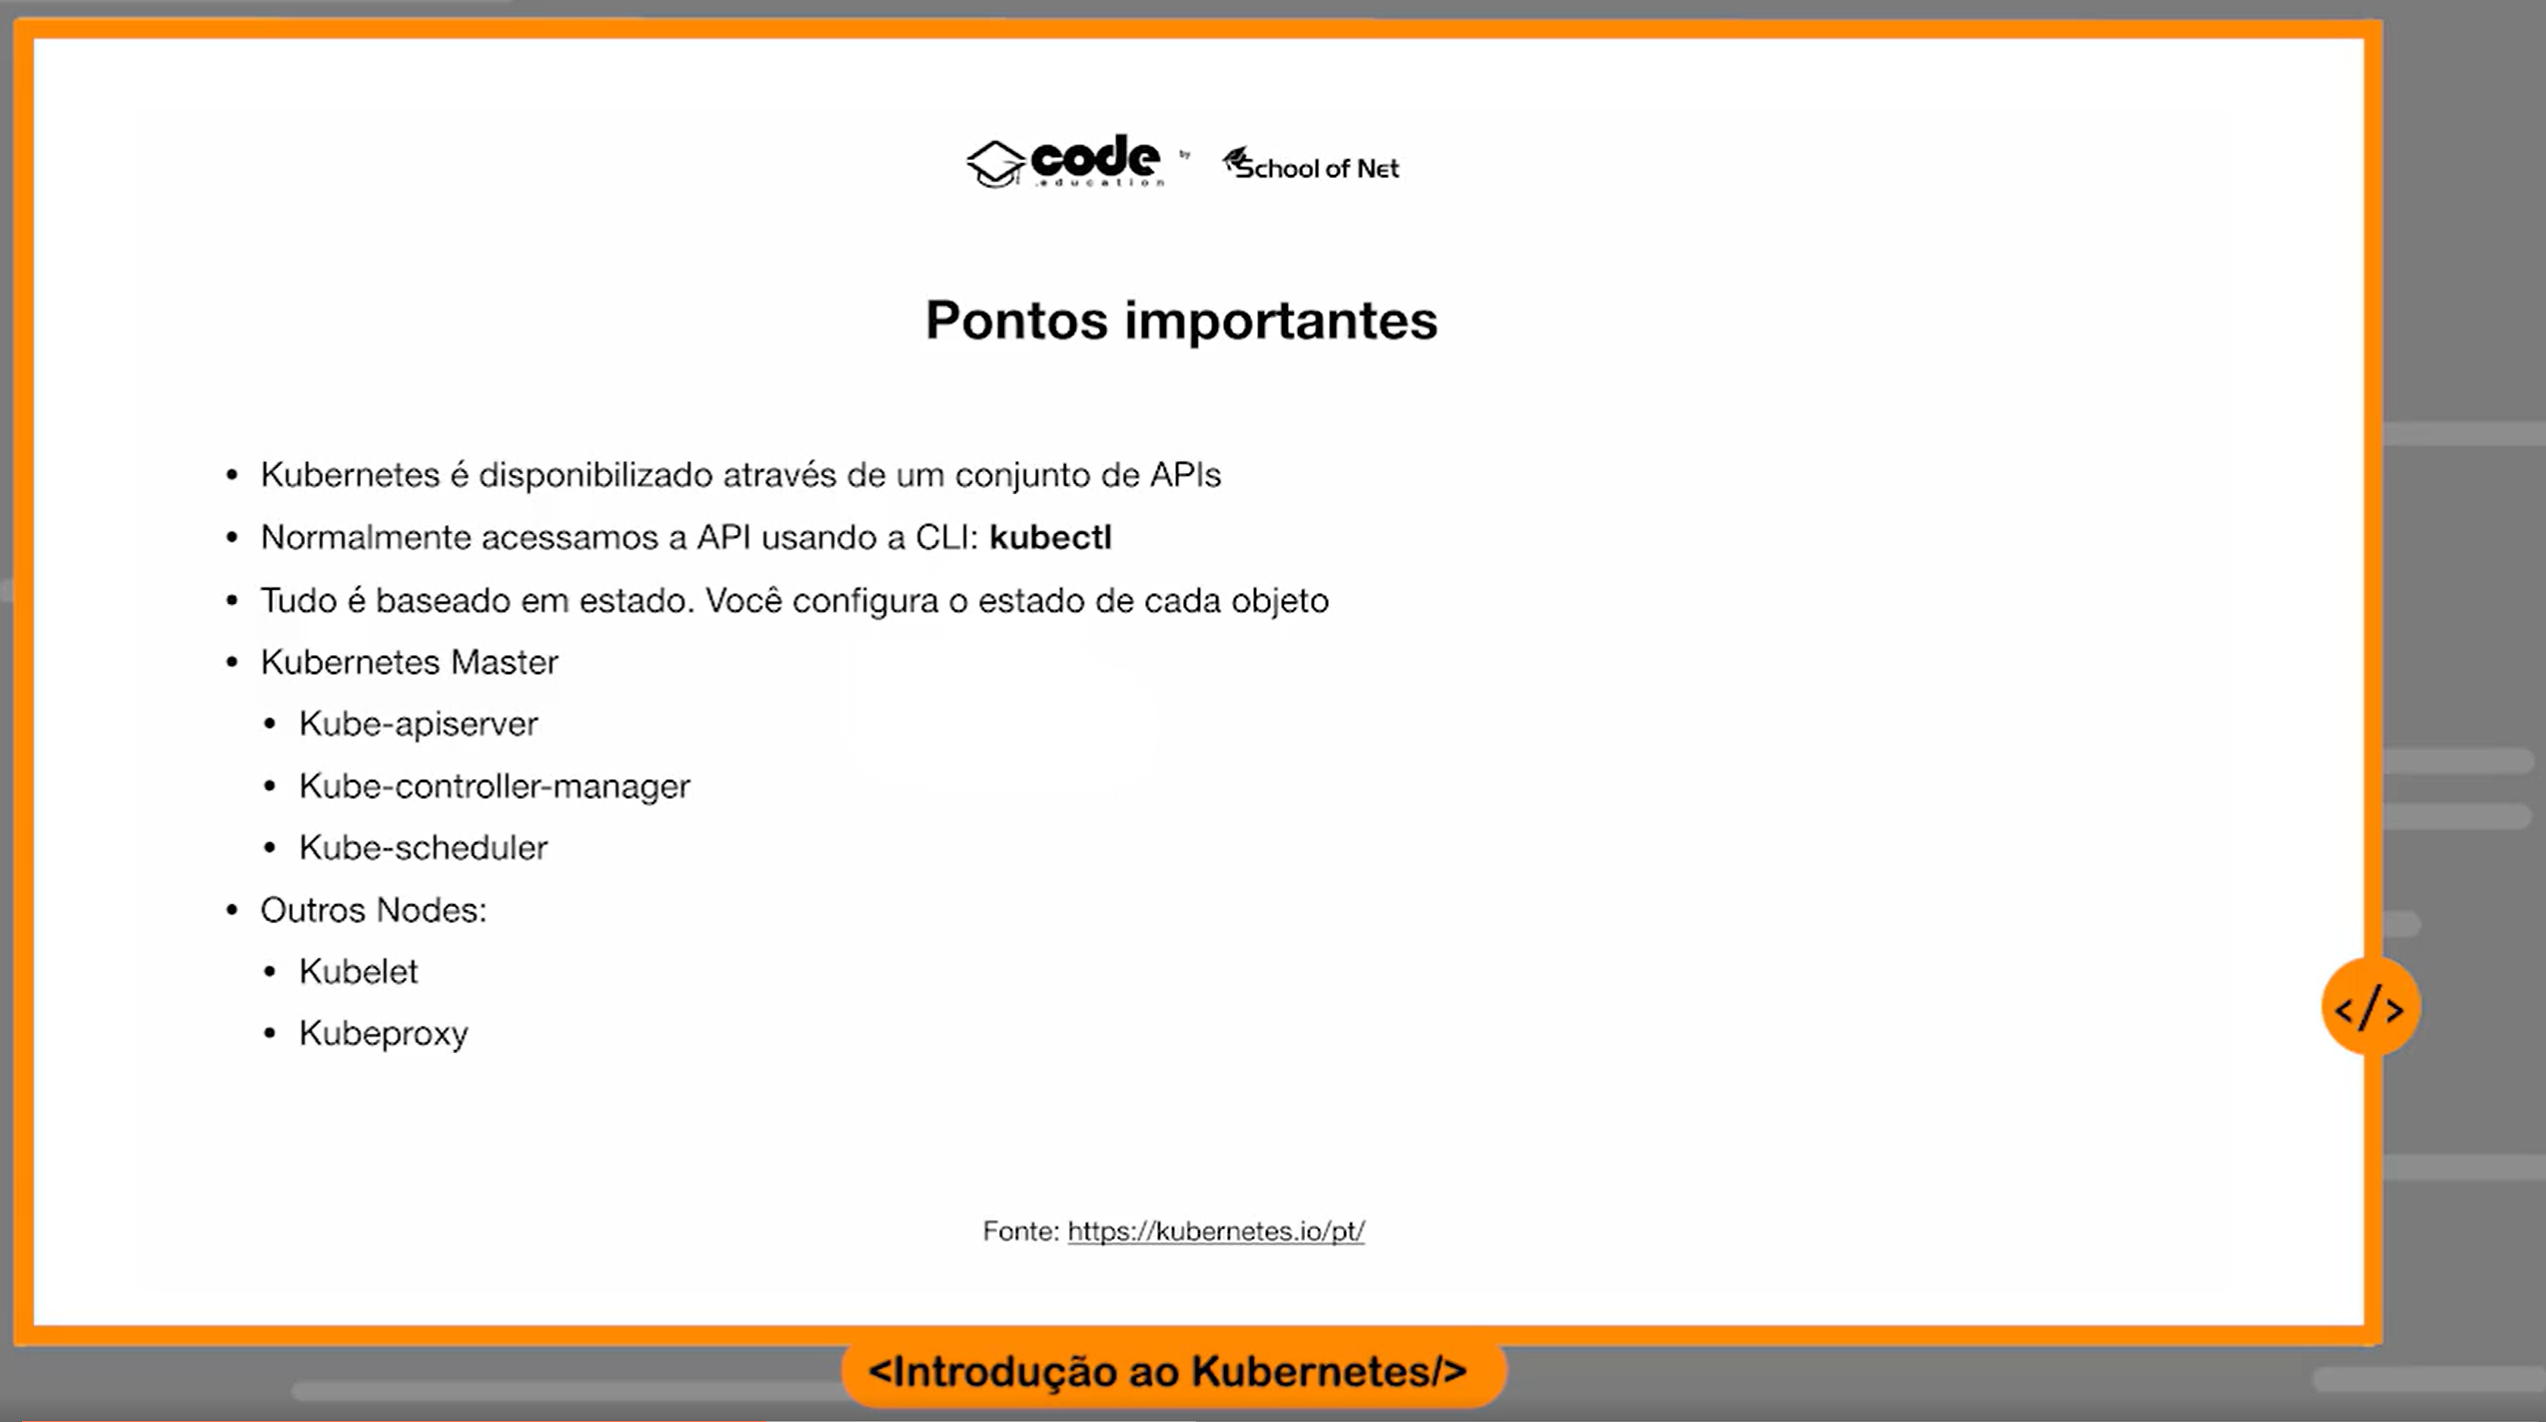 code
.education
by
School of Net
Pontos importantes
• Kubernetes é disponibilizado através de um conjunto de APIs
• Normalmente acessamos a API usando a CLI: kubectl
• Tudo é baseado em estado. Você configura o estado de cada objeto
• Kubernetes Master
• Kube-apiserver
• Kube-controller-manager
• Kube-scheduler
• Outros Nodes:
• Kubelet
• Kubeproxy
</>
Fonte: https://kubernetes.io/pt/
<Introdução ao Kubernetes/>